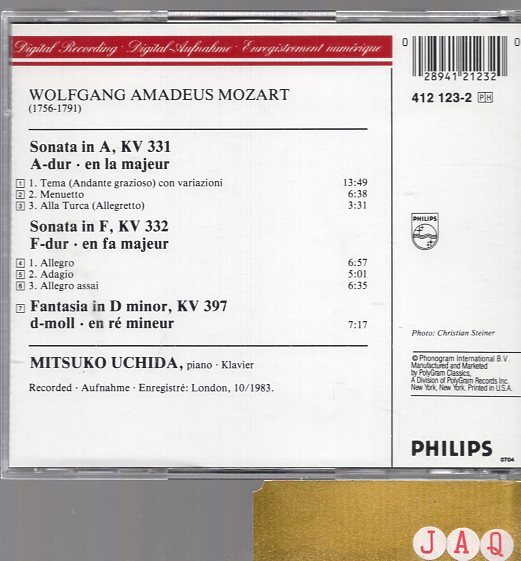 Digital Recording · Digital-Aufnahme · Enregistrement numérique
WOLFGANG AMADEUS MOZART
(1756-1791)
Sonata in A, KV 331
A-dur · en la majeur
1 1. Tema (Andante grazioso) con variazioni 13:49
2 2. Menuetto 6:38
3 3. Alla Turca (Allegretto) 3:31
Sonata in F, KV 332
F-dur · en fa majeur
4 1. Allegro 6:57
5 2. Adagio 5:01
6 3. Allegro assai 6:35
7 Fantasia in D minor, KV 397
d-moll · en ré mineur 7:17
MITSUKO UCHIDA, piano · Klavier
Recorded · Aufnahme · Enregistré: London, 10/1983.
0 28941 21232 0
412 123-2 PH
PHILIPS
Photo: Christian Steiner
℗ Phonogram International B.V.
Manufactured and Marketed
by PolyGram Classics,
A Division of PolyGram Records Inc.
New York, New York. Printed in U.S.A.
PHILIPS
0704
JAQ